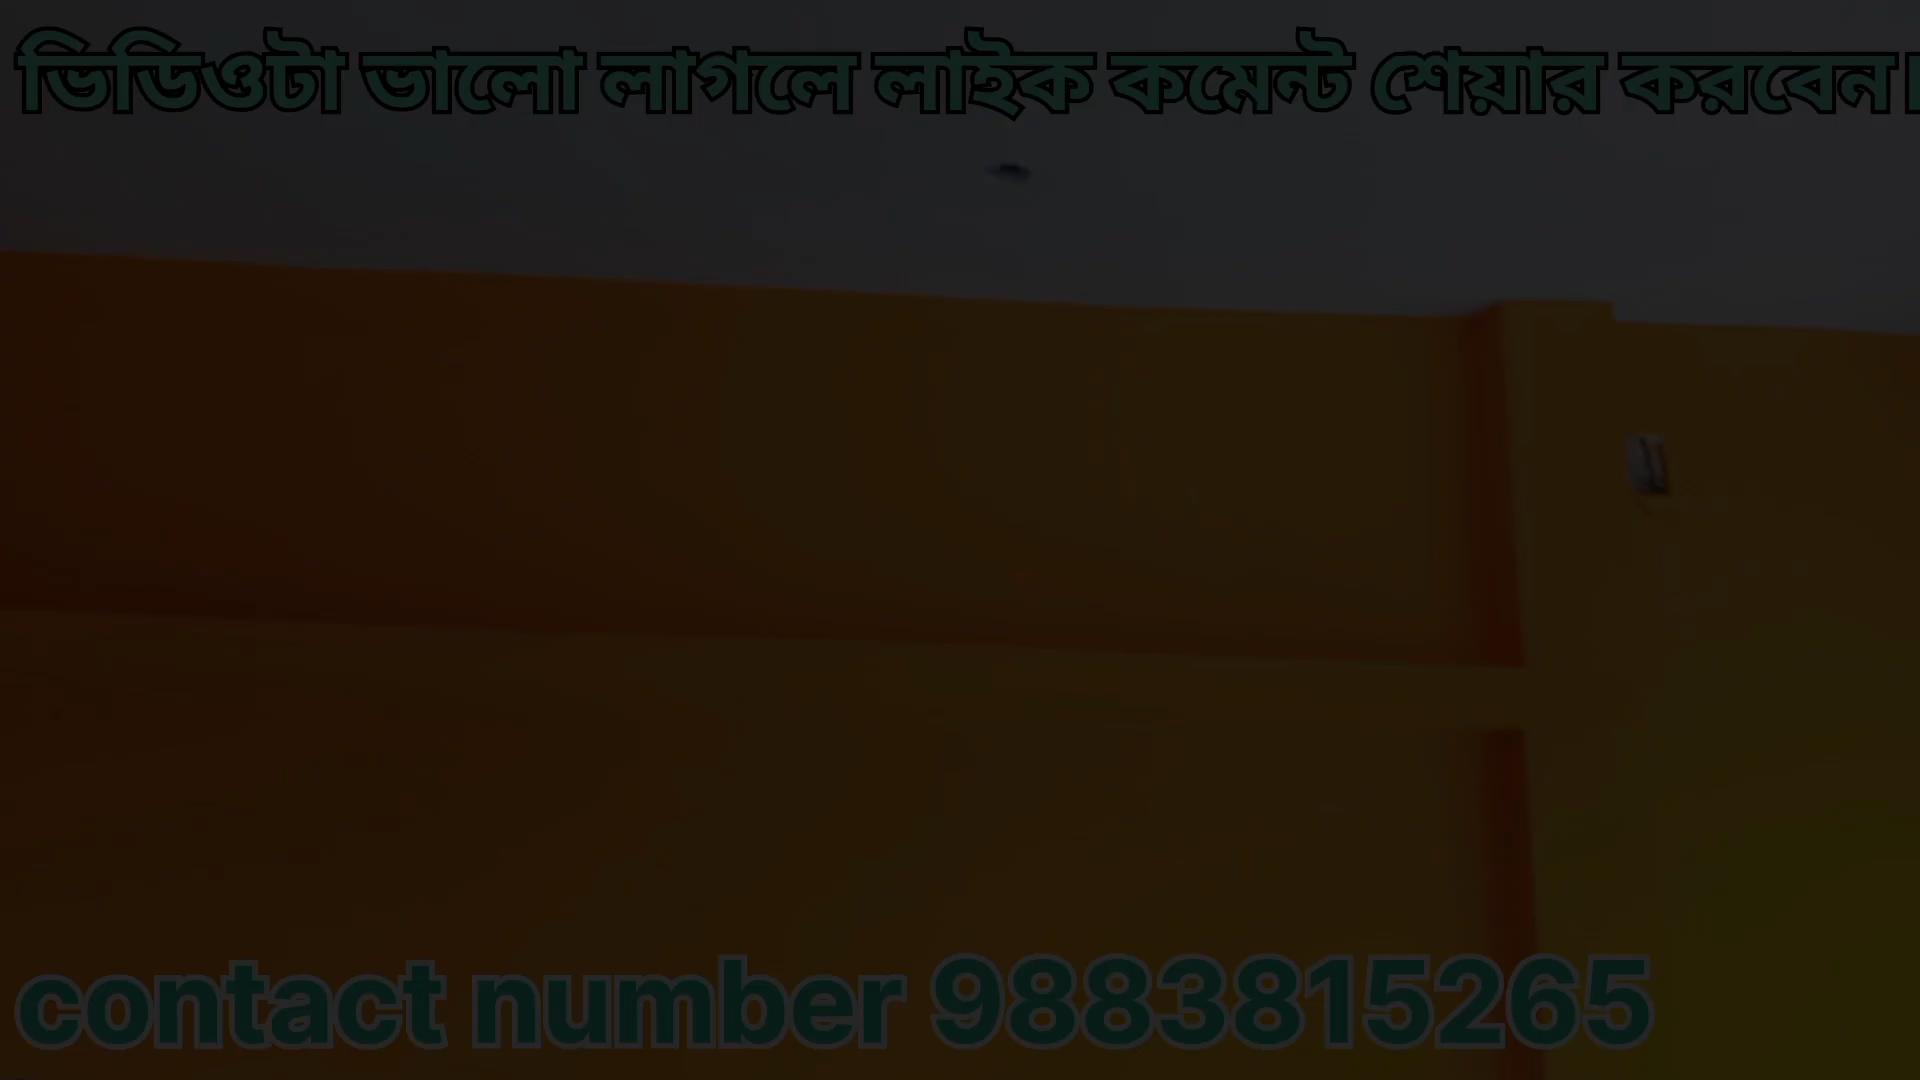 ভিডিওটা ভালো লাগলে লাইক কমেন্ট শেয়ার করবেন।
contact number 9883815265